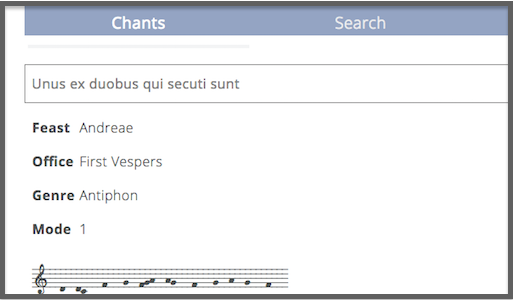 Chants Search
Unus ex duobus qui secuti sunt
Feast Andreae
Office First Vespers
Genre Antiphon
Mode 1